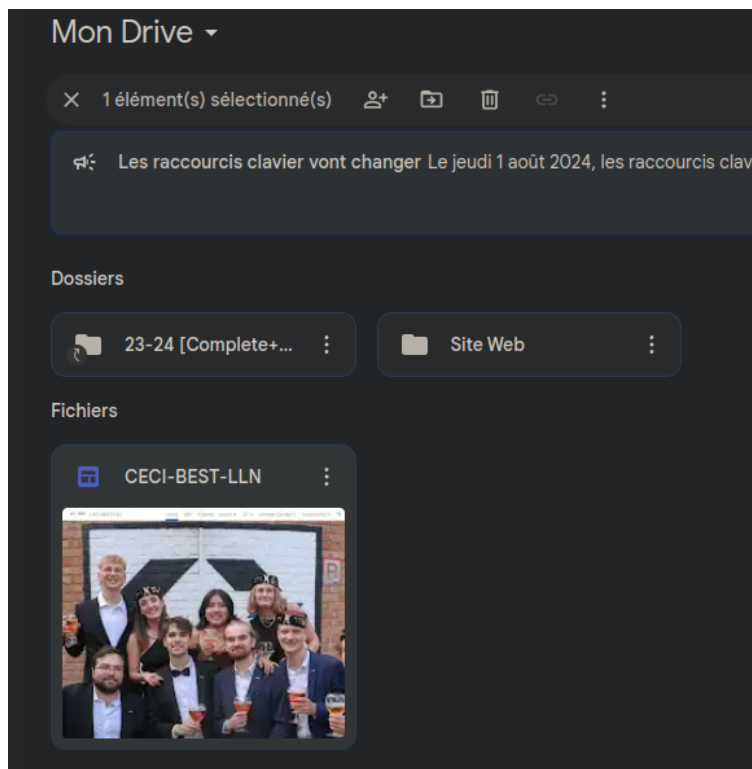 Mon Drive
1 élément(s) sélectionné(s)
Les raccourcis clavier vont changer Le jeudi 1 août 2024, les raccourcis clav
Dossiers
23-24 [Complete+...
Site Web
Fichiers
CECI-BEST-LLN